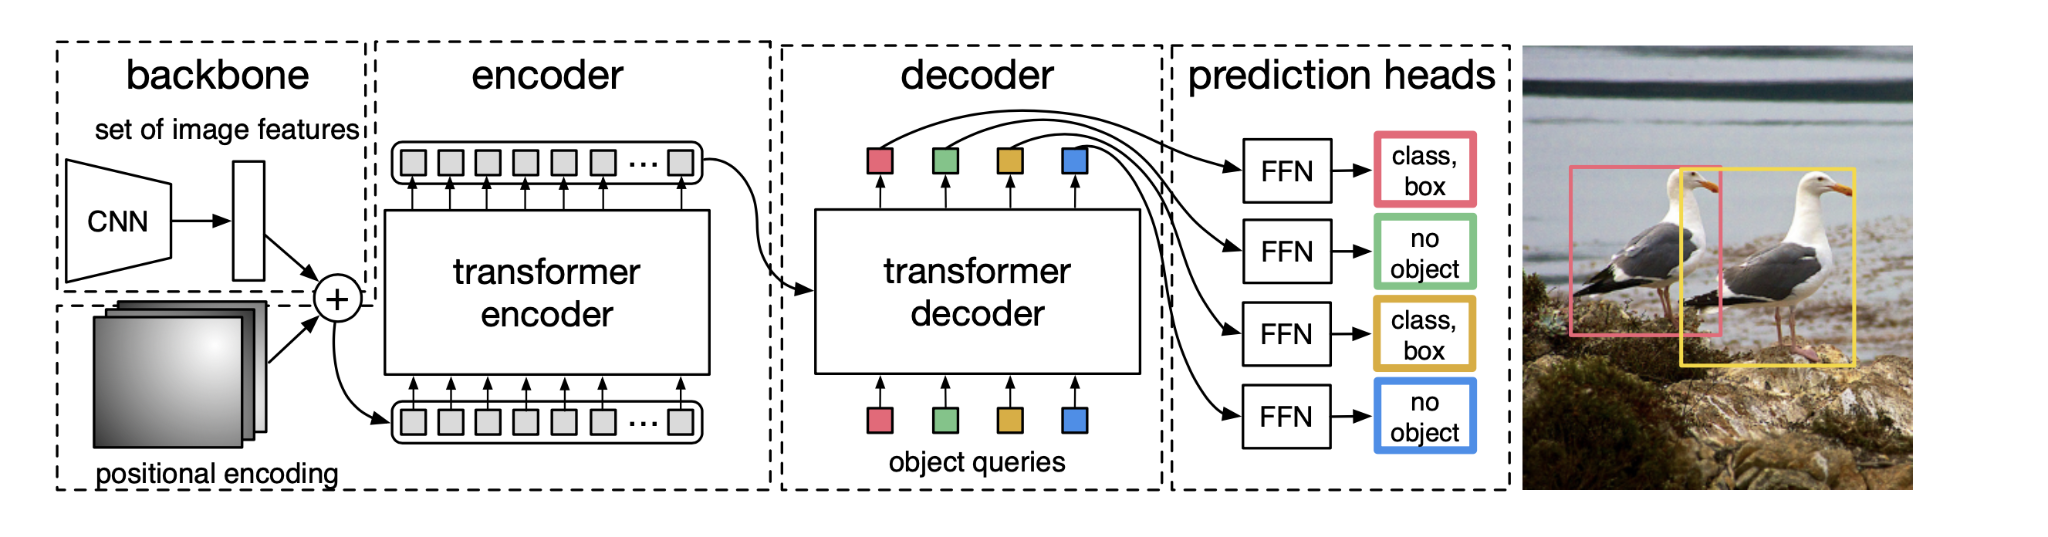 backbone
set of image features
CNN
+
positional encoding
encoder
...
transformer
encoder
...
decoder
transformer
decoder
object queries
prediction heads
FFN
class,
box
FFN
no
object
FFN
class,
box
FFN
no
object